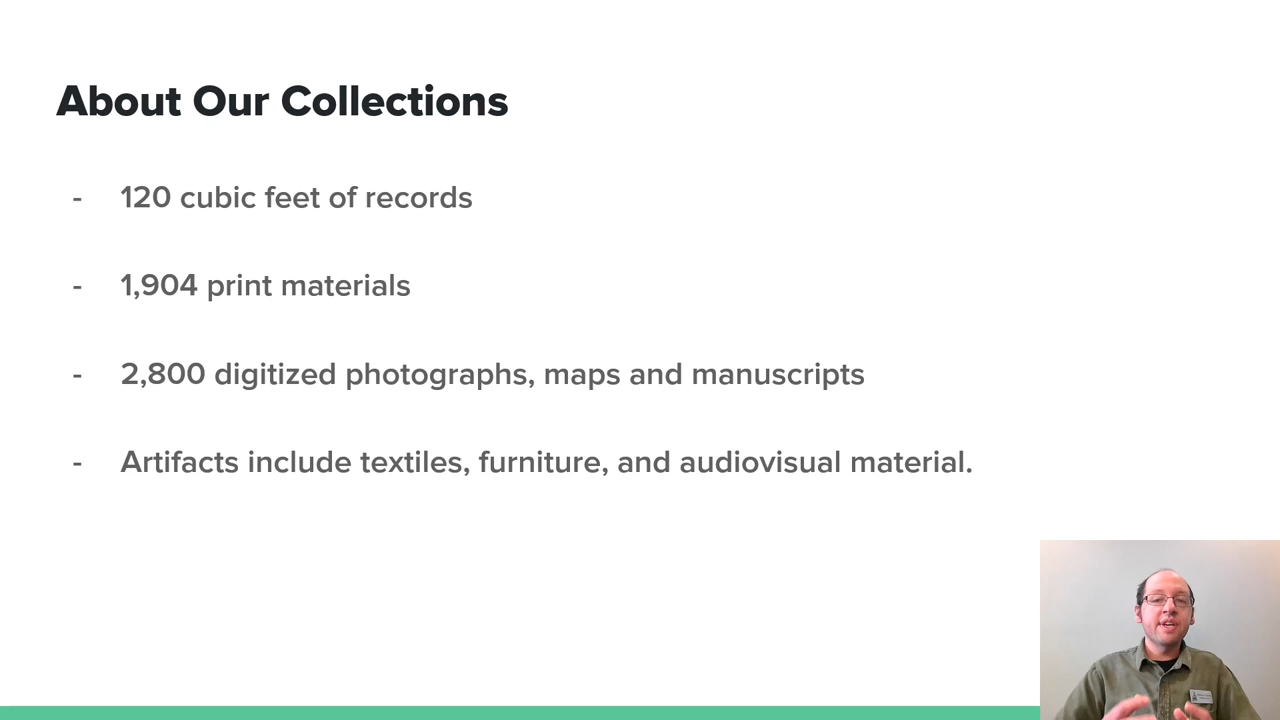 About Our Collections
- 120 cubic feet of records
- 1,904 print materials
- 2,800 digitized photographs, maps and manuscripts
- Artifacts include textiles, furniture, and audiovisual material.